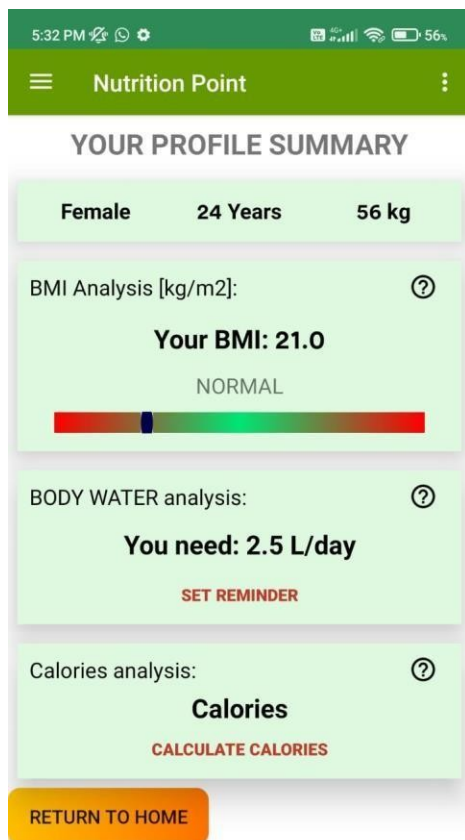 5:32 PM 56%
Nutrition Point
YOUR PROFILE SUMMARY
Female 24 Years 56 kg
BMI Analysis [kg/m2]:
Your BMI: 21.0
NORMAL
BODY WATER analysis:
You need: 2.5 L/day
SET REMINDER
Calories analysis:
Calories
CALCULATE CALORIES
RETURN TO HOME